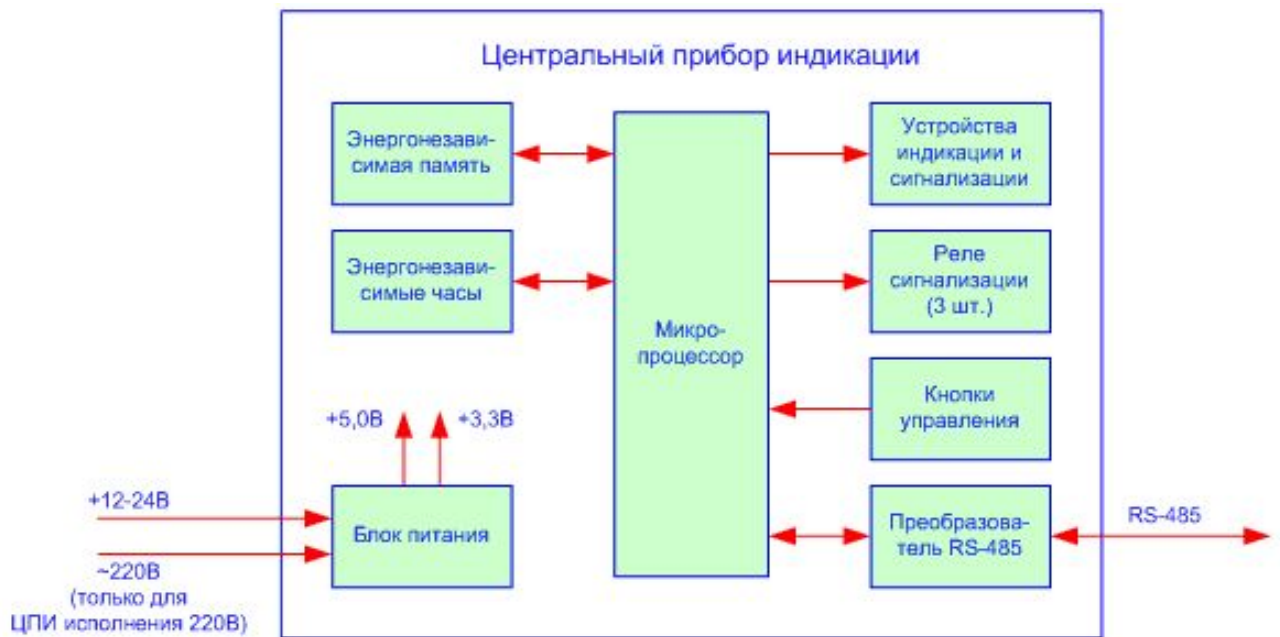 Центральный прибор индикации
Энергонезави-
симая память
Устройства
индикации и
сигнализации
Энергонезави-
симые часы
Реле
сигнализации
(3 шт.)
Микро-
процессор
Кнопки
управления
+5,0В
+3,3В
+12-24В
Блок питания
~220В
(только для
ЦПИ исполнения 220В)
Преобразова-
тель RS-485
RS-485